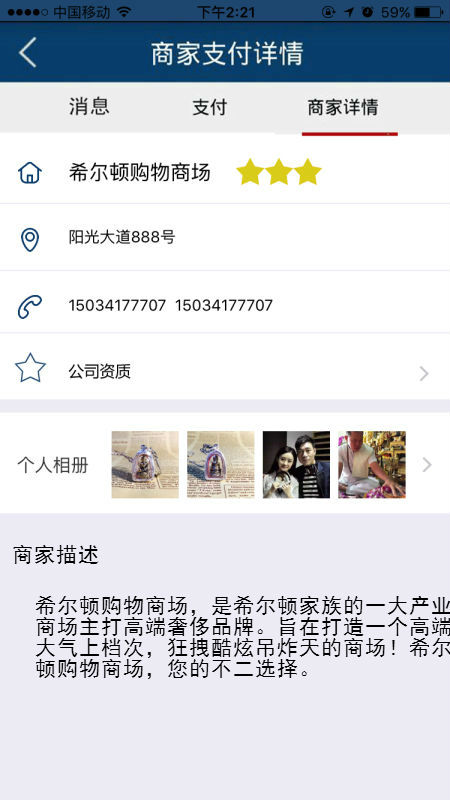 中国移动 下午2:21 59%
商家支付详情
消息 支付 商家详情
希尔顿购物商场
阳光大道888号
15034177707 15034177707
公司资质
个人相册
商家描述
希尔顿购物商场，是希尔顿家族的一大产业
商场主打高端奢侈品牌。旨在打造一个高端
大气上档次，狂拽酷炫吊炸天的商场！希尔
顿购物商场，您的不二选择。